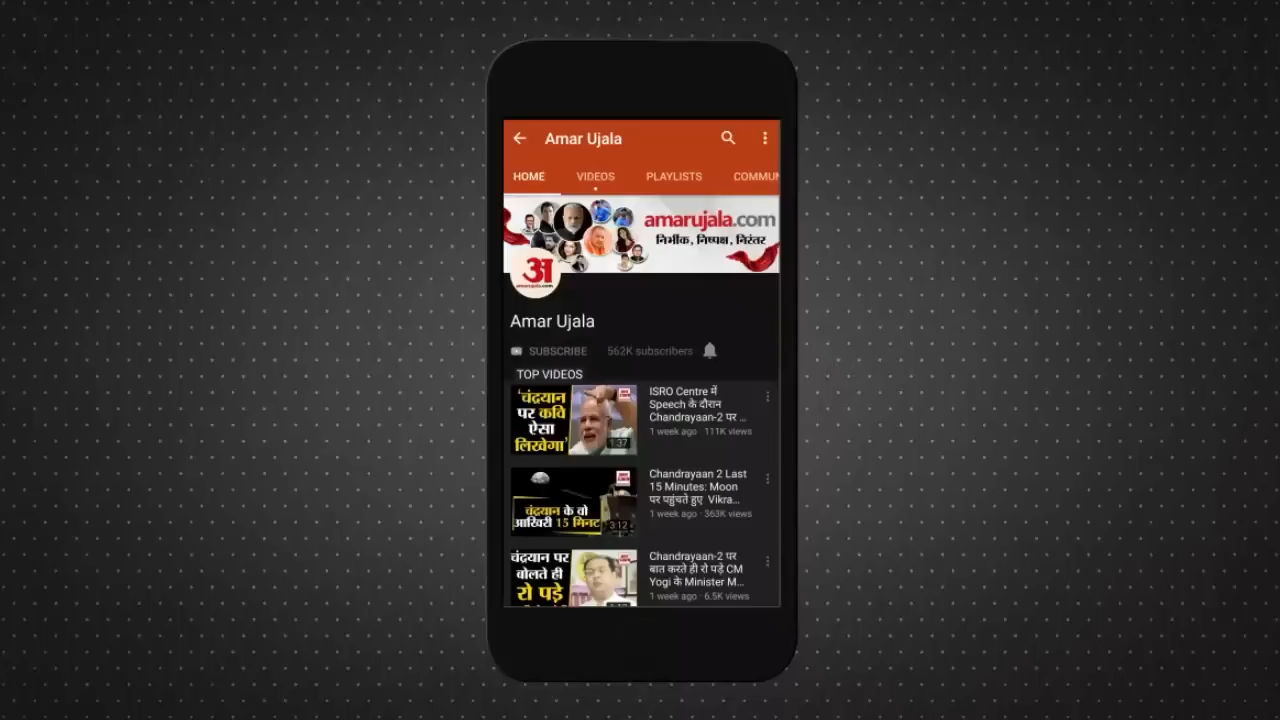 Amar Ujala
HOME VIDEOS PLAYLISTS COMMUN
amarujala.com
निर्भीक, निष्पक्ष, निरंतर
अ
amarujala.com
Amar Ujala
SUBSCRIBE 562K subscribers
TOP VIDEOS
'चंद्रयान
पर कवि
ऐसा
लिखेगा'
1:37
ISRO Centre में
Speech के दौरान
Chandrayaan-2 पर ...
1 week ago · 111K views
चंद्रयान के वो
आखिरी 15 मिनट
3:12
Chandrayaan 2 Last
15 Minutes: Moon
पर पहुंचते हुए Vikra...
1 week ago · 363K views
चंद्रयान पर
बोलते ही
रो पड़े
Chandrayaan-2 पर
बात करते ही रो पड़े CM
Yogi के Minister M...
1 week ago · 6.5K views